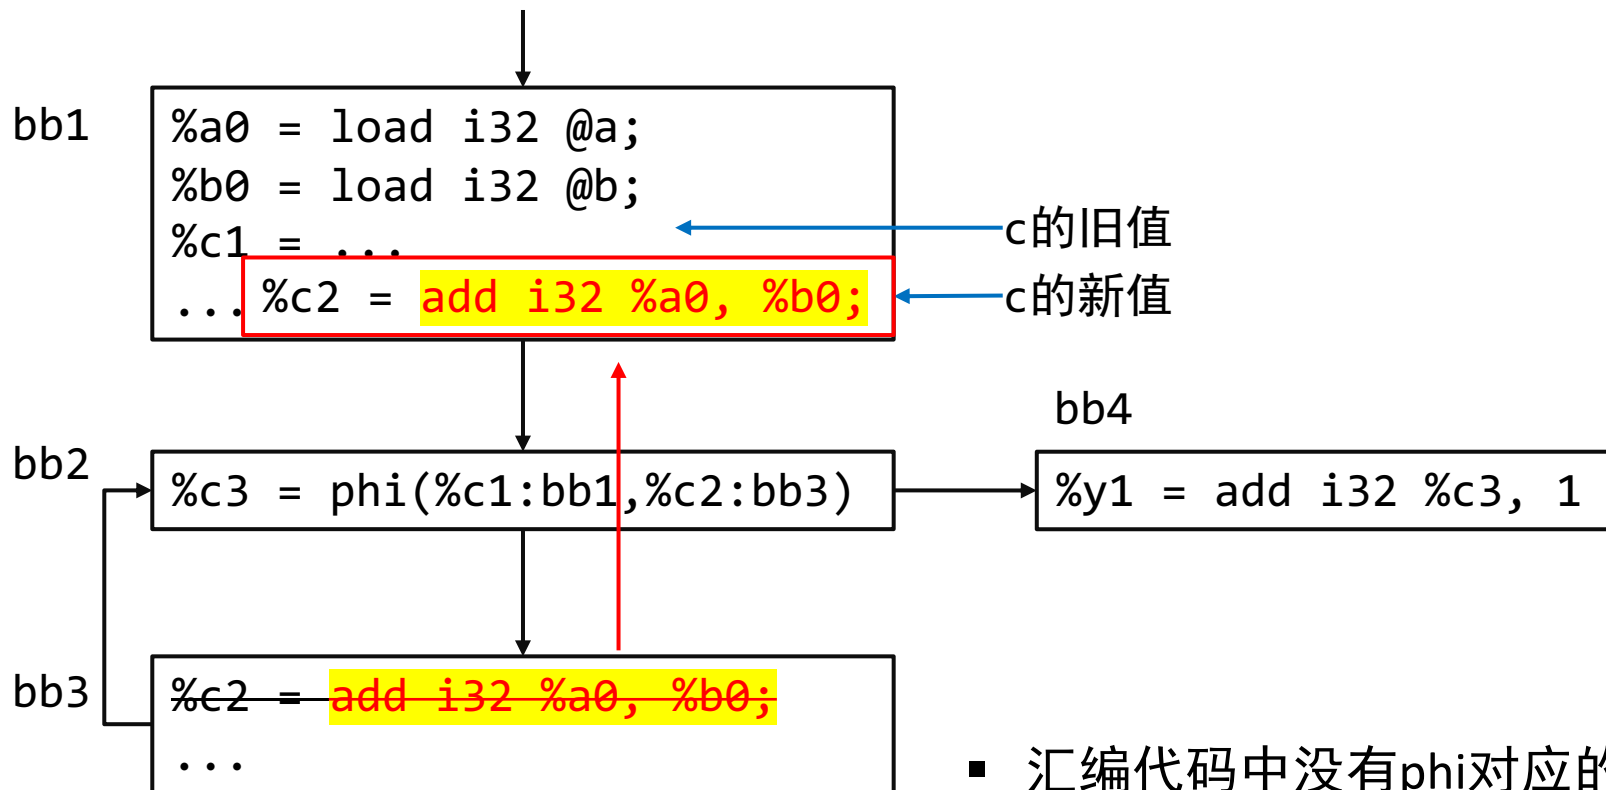 bb1
%a0 = load i32 @a;
%b0 = load i32 @b;
%c1 = ...
c的旧值
... %c2 = add i32 %a0, %b0;
c的新值
bb4
bb2
%c3 = phi(%c1:bb1,%c2:bb3)
%y1 = add i32 %c3, 1
bb3
%c2 = add i32 %a0, %b0;
...
▪ 汇编代码中没有phi对应的